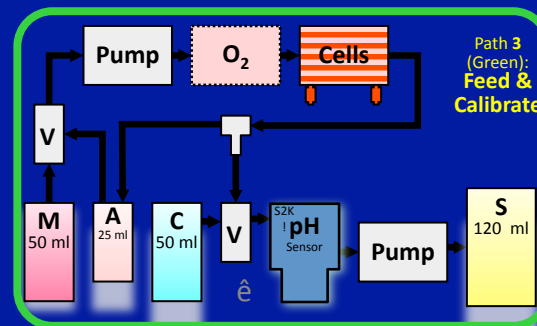 Path 3
(Green):
Feed &
Calibrate
Pump
O2
Cells
V
M
50 ml
A
25 ml
C
50 ml
V
S2K
! pH
Sensor
Pump
S
120 ml
ê